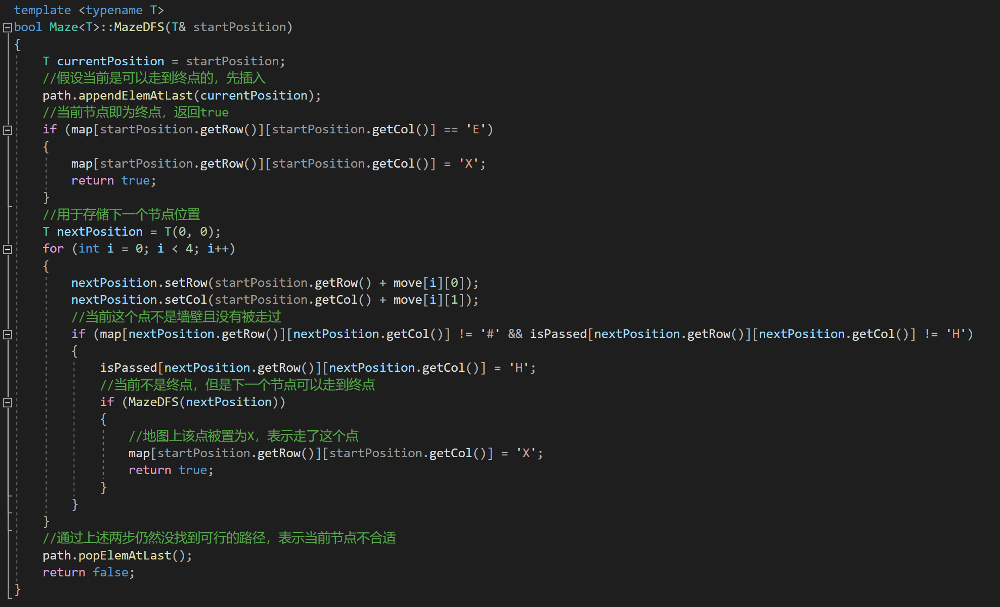 template <typename T>
bool Maze<T>::MazeDFS(T& startPosition)
{
    T currentPosition = startPosition;
    //假设当前是可以走到终点的，先插入
    path.appendElemAtLast(currentPosition);
    //当前节点即为终点，返回true
    if (map[startPosition.getRow()][startPosition.getCol()] == 'E')
    {
        map[startPosition.getRow()][startPosition.getCol()] = 'X';
        return true;
    }
    //用于存储下一个节点位置
    T nextPosition = T(0, 0);
    for (int i = 0; i < 4; i++)
    {
        nextPosition.setRow(startPosition.getRow() + move[i][0]);
        nextPosition.setCol(startPosition.getCol() + move[i][1]);
        //当前这个点不是墙壁且没有被走过
        if (map[nextPosition.getRow()][nextPosition.getCol()] != '#' && isPassed[nextPosition.getRow()][nextPosition.getCol()] != 'H')
        {
            isPassed[nextPosition.getRow()][nextPosition.getCol()] = 'H';
            //当前不是终点，但是下一个节点可以走到终点
            if (MazeDFS(nextPosition))
            {
                //地图上该点被置为X，表示走了这个点
                map[startPosition.getRow()][startPosition.getCol()] = 'X';
                return true;
            }
        }
    }
    //通过上述两步仍然没找到可行的路径，表示当前节点不合适
    path.popElemAtLast();
    return false;
}